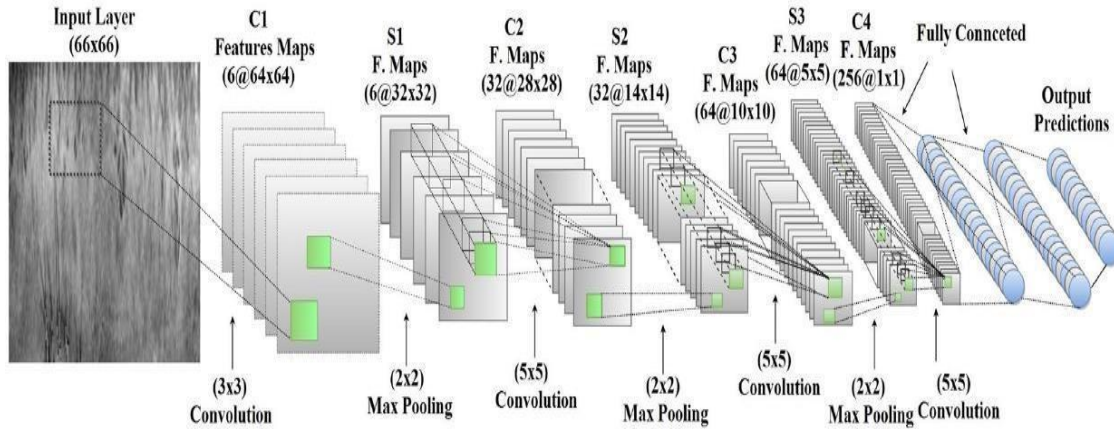 Input Layer
(66x66)
C1
Features Maps
(6@64x64)
S1
F. Maps
(6@32x32)
C2
F. Maps
(32@28x28)
S2
F. Maps
(32@14x14)
C3
F. Maps
(64@10x10)
S3
F. Maps
(64@5x5)
C4
F. Maps
(256@1x1)
Fully Conncected
Output
Predictions
(3x3)
Convolution
(2x2)
Max Pooling
(5x5)
Convolution
(2x2)
Max Pooling
(5x5)
Convolution
(2x2)
Max Pooling
(5x5)
Convolution